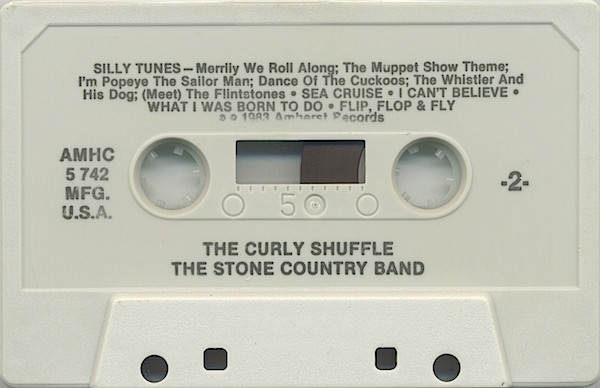 SILLY TUNES — Merrily We Roll Along; The Muppet Show Theme;
I'm Popeye The Sailor Man; Dance Of The Cuckoos; The Whistler And
His Dog; (Meet) The Flintstones • SEA CRUISE • I CAN'T BELIEVE •
WHAT I WAS BORN TO DO • FLIP, FLOP & FLY
℗ © 1983 Amherst Records
AMHC
5 742
MFG.
U.S.A.
-2-
50
THE CURLY SHUFFLE
THE STONE COUNTRY BAND